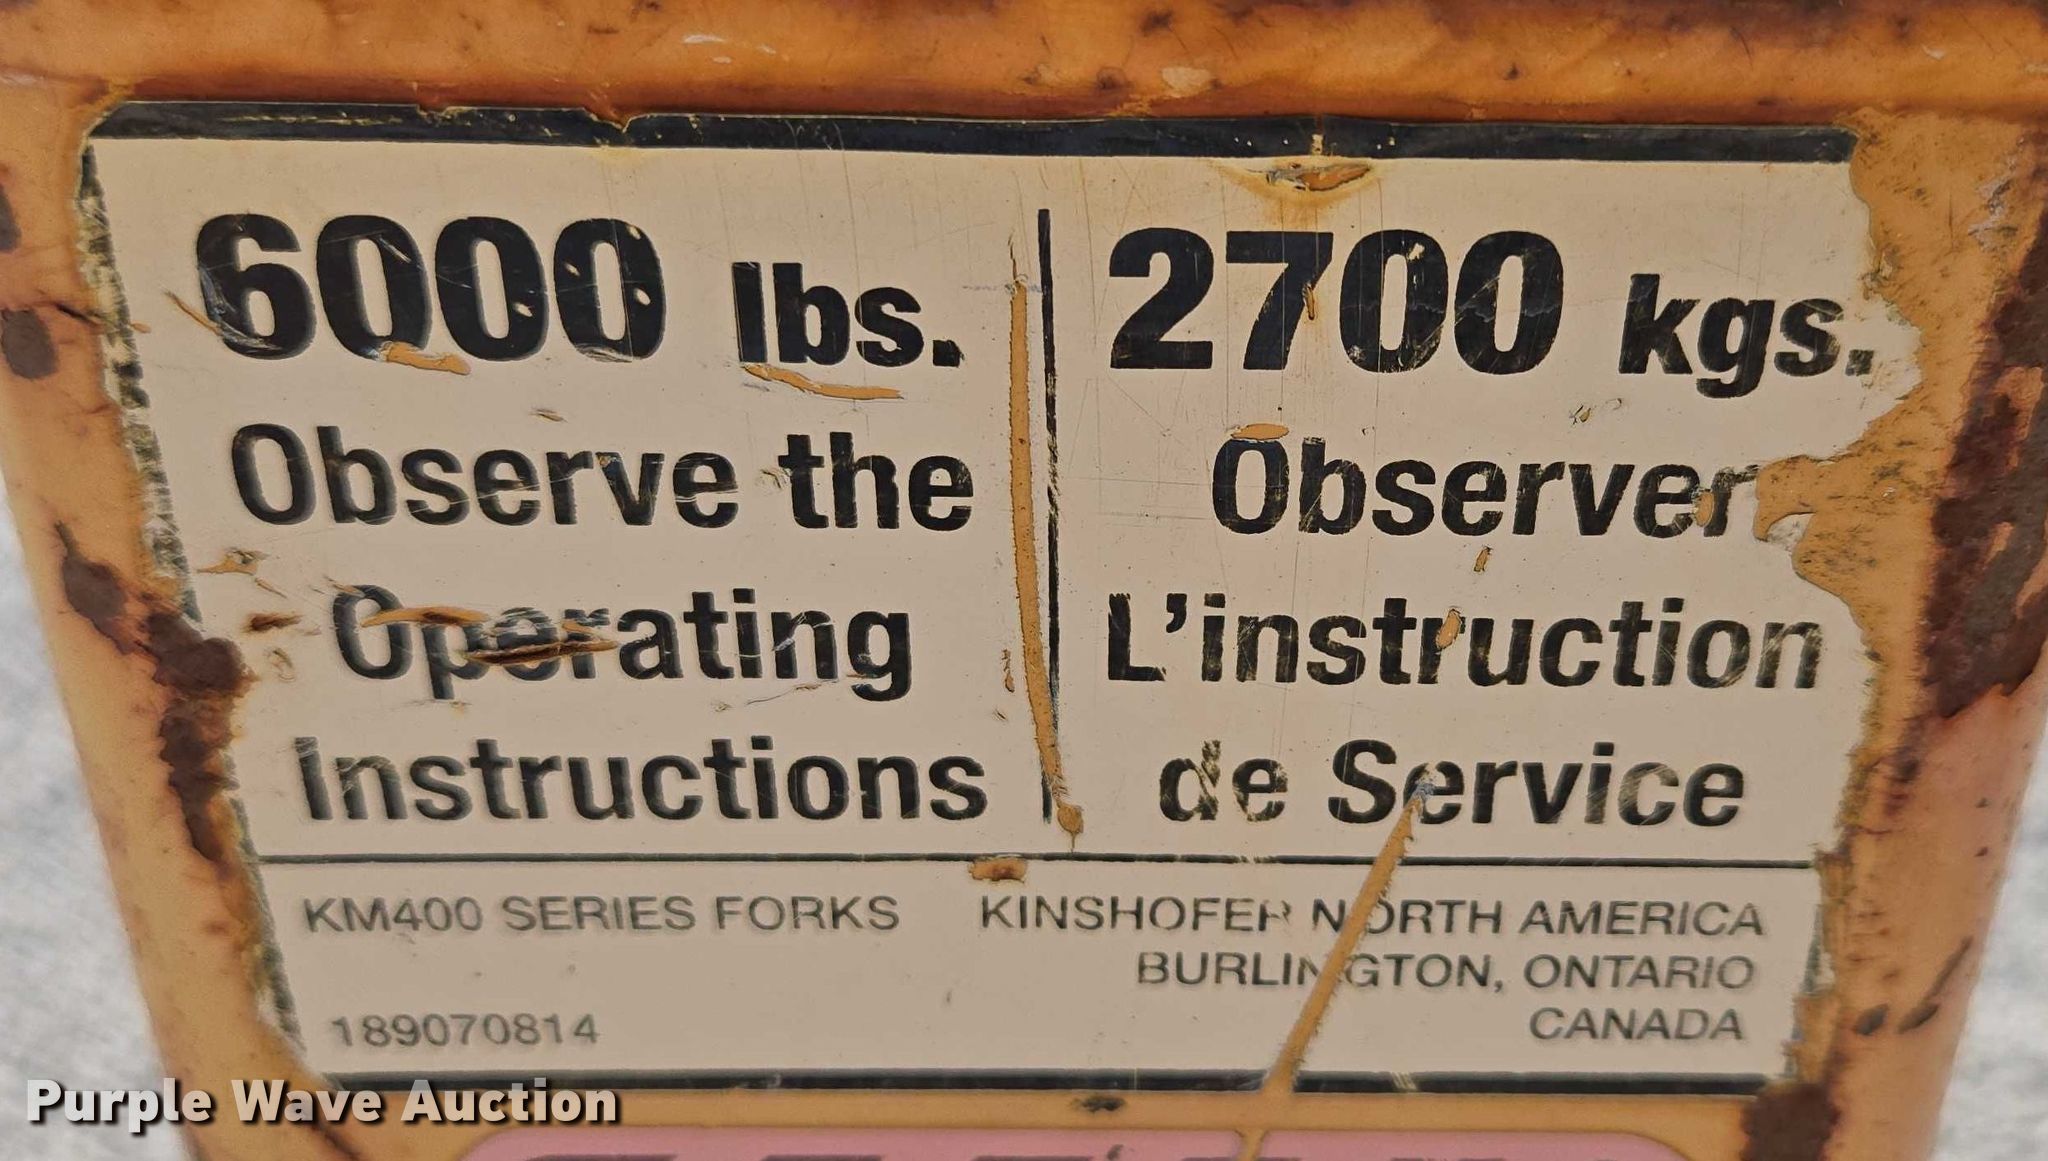 6000 lbs.
Observe the
Operating
Instructions
2700 kgs.
Observer
L'instruction
de Service
KM400 SERIES FORKS
189070814
KINSHOFER NORTH AMERICA
BURLINGTON, ONTARIO
CANADA
Purple Wave Auction